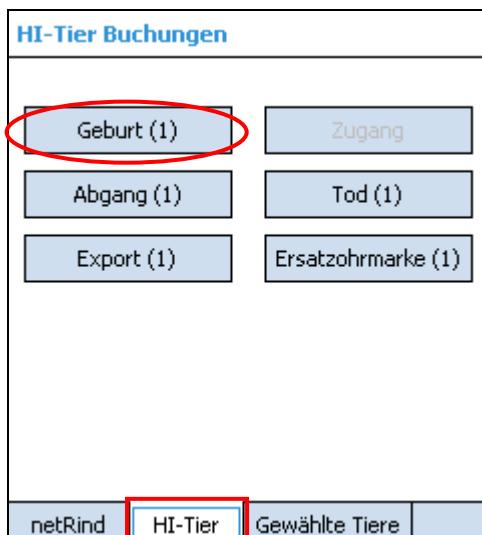 HI-Tier Buchungen
Geburt (1) Zugang
Abgang (1) Tod (1)
Export (1) Ersatzohrmarke (1)
netRind HI-Tier Gewählte Tiere